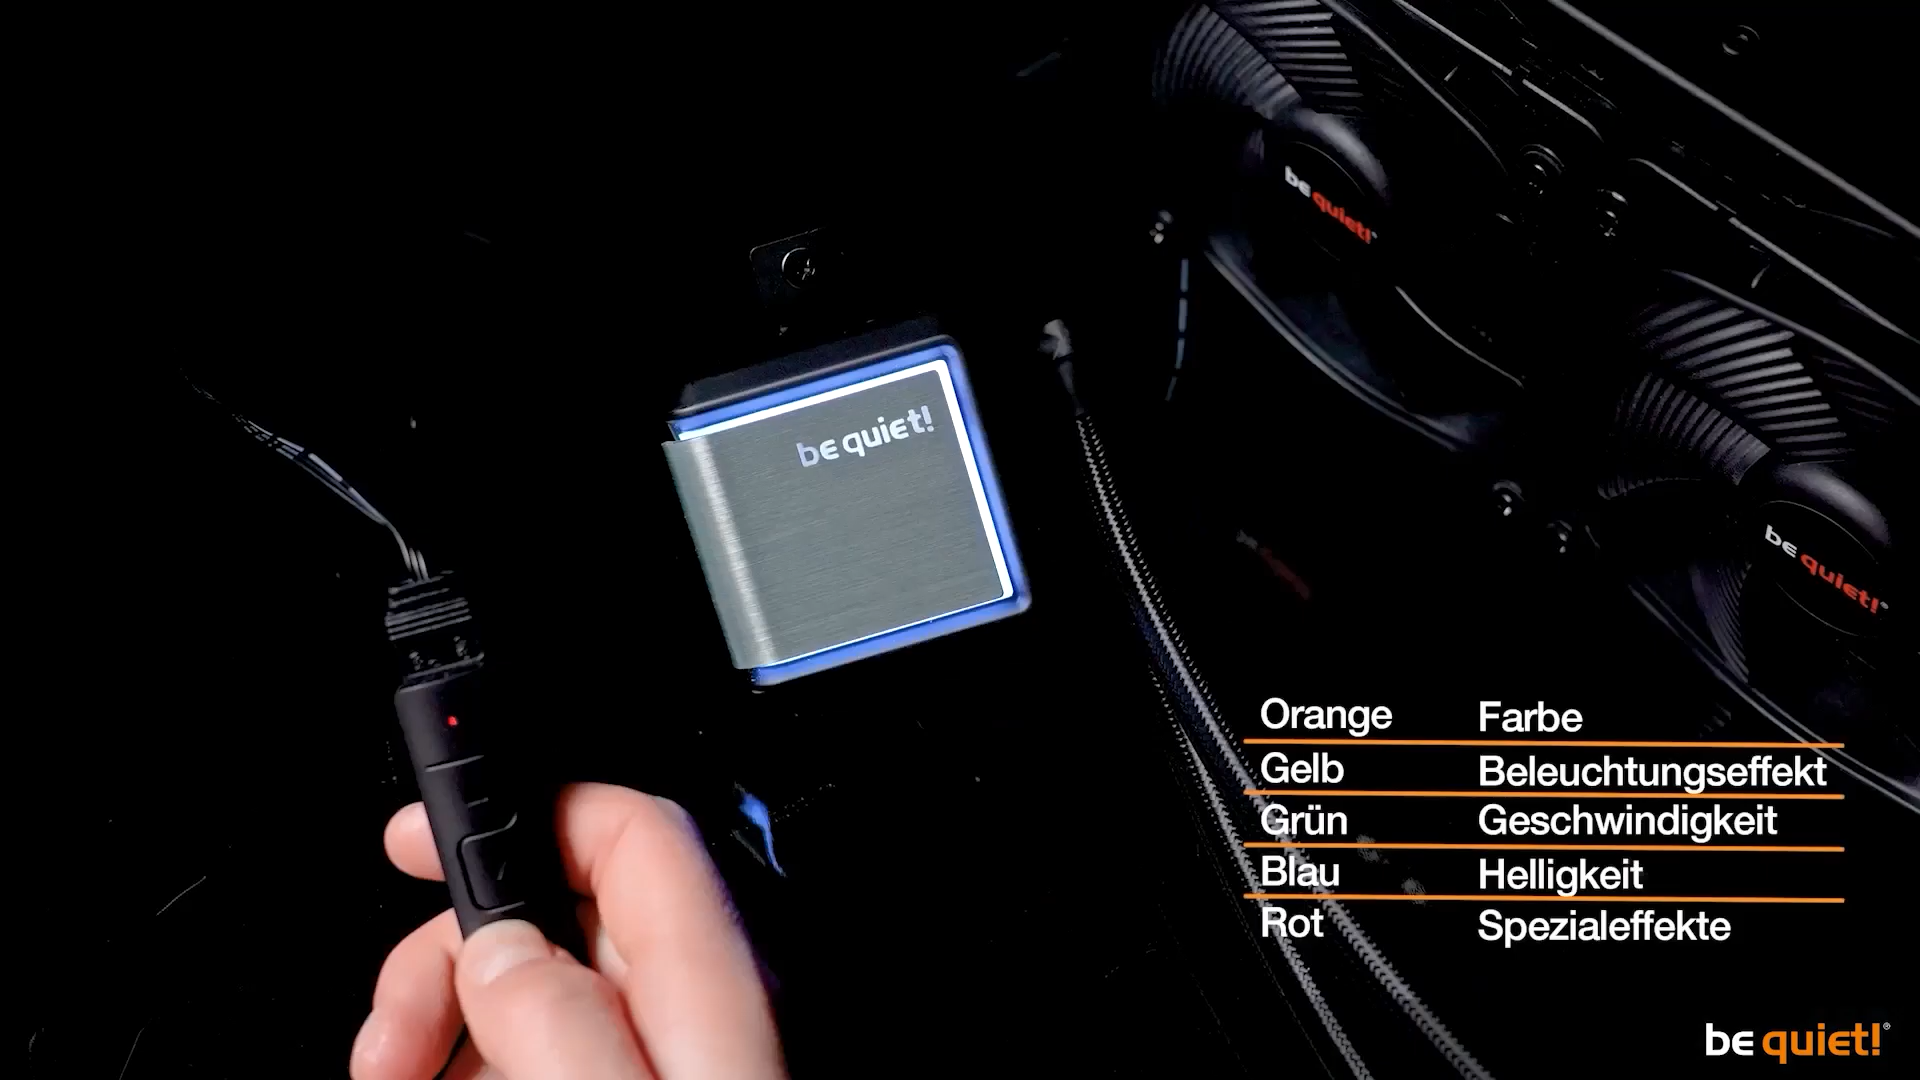 be quiet!
be quiet!
be quiet!
Orange Farbe
Gelb Beleuchtungseffekt
Grün Geschwindigkeit
Blau Helligkeit
Rot Spezialeffekte
be quiet!®